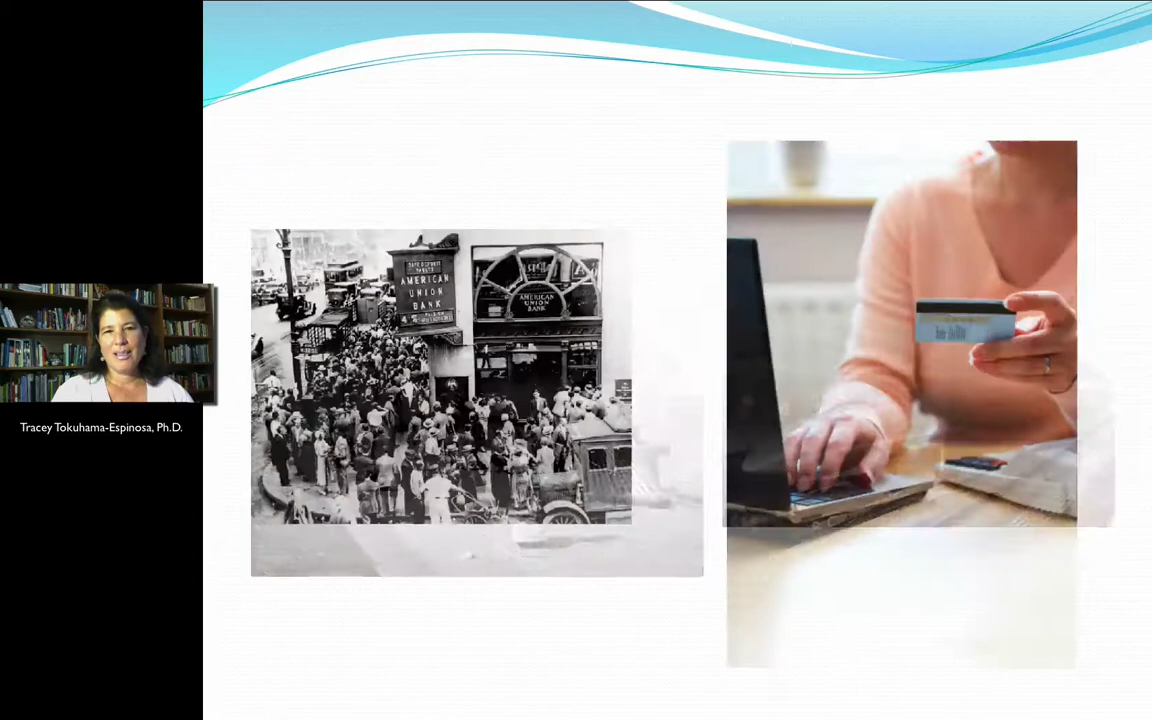 SAFE DEPOSIT
VAULTS
AMERICAN
UNION
BANK
AMERICAN
UNION BANK
Tracey Tokuhama-Espinosa, Ph.D.